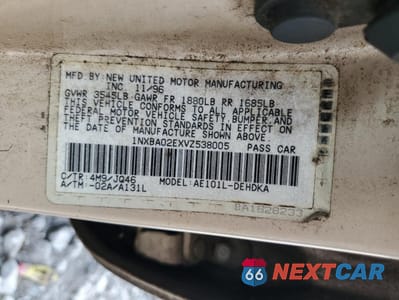 MFD. BY: NEW UNITED MOTOR MANUFACTURING
INC. 11/96
GVWR 3545LB GAWR FR 1880LB RR 1685LB
THIS VEHICLE CONFORMS TO ALL APPLICABLE
FEDERAL MOTOR VEHICLE SAFETY, BUMPER, AND
THEFT PREVENTION STANDARDS IN EFFECT ON
THE DATE OF MANUFACTURE SHOWN ABOVE.
1NXBA02EXVZ538005 PASS CAR
C/TR: 4M9/JQ46 MODEL: AE101L-DEHDKA
A/TM: -02A/A131L
8A1828233
66 NEXTCAR